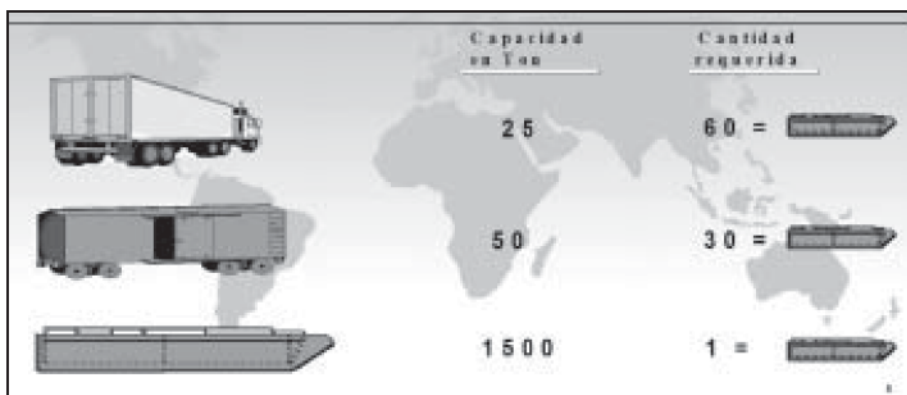 Capacidad
en Ton
Cantidad
requerida
25
60 =
50
30 =
1500
1 =